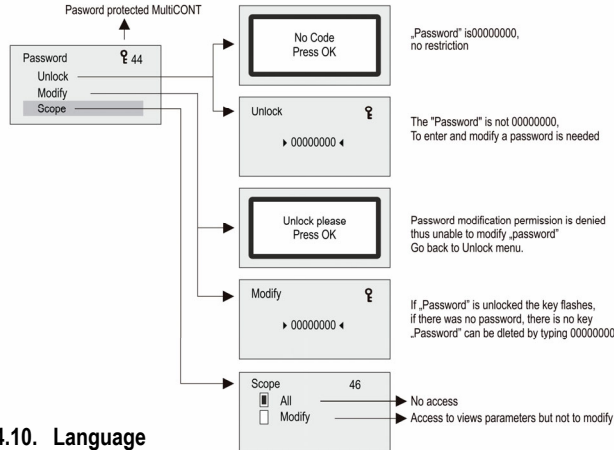 Pasword protected MultiCONT
Password 44
Unlock
Modify
Scope
No Code
Press OK
„Password” is00000000,
no restriction
Unlock
00000000
The "Password" is not 00000000,
To enter and modify a password is needed
Unlock please
Press OK
Password modification permission is denied
thus unable to modify „password”
Go back to Unlock menu.
Modify
00000000
If „Password” is unlocked the key flashes,
if there was no password, there is no key
„Password” can be dleted by typing 00000000
Scope 46
All
No access
Modify
Access to views parameters but not to modify
4.10. Language